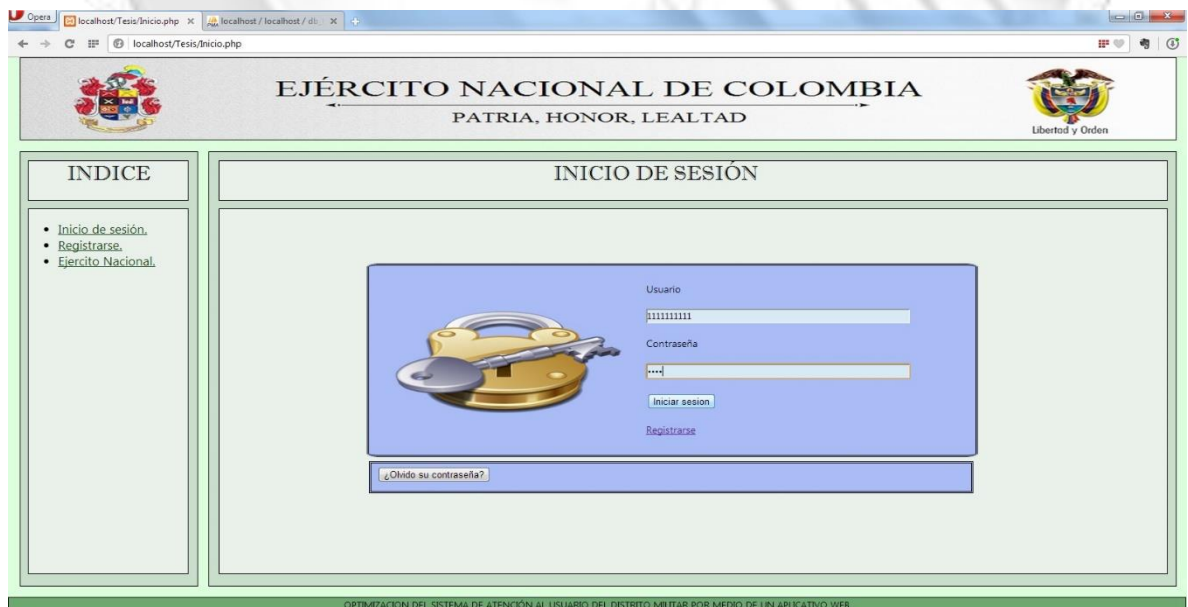 Opera
localhost/Tesis/Inicio.php
localhost / localhost / db_
localhost/Tesis/Inicio.php
EJÉRCITO NACIONAL DE COLOMBIA
PATRIA, HONOR, LEALTAD
Libertad y Orden
INDICE
Inicio de sesión.
Registrarse.
Ejercito Nacional.
INICIO DE SESIÓN
Usuario
1111111111
Contraseña
••••
Iniciar sesion
Registrarse
¿Olvido su contraseña?
OPTIMIZACION DEL SISTEMA DE ATENCIÓN AL USUARIO DEL DISTRITO MILITAR POR MEDIO DE UN APLICATIVO WEB